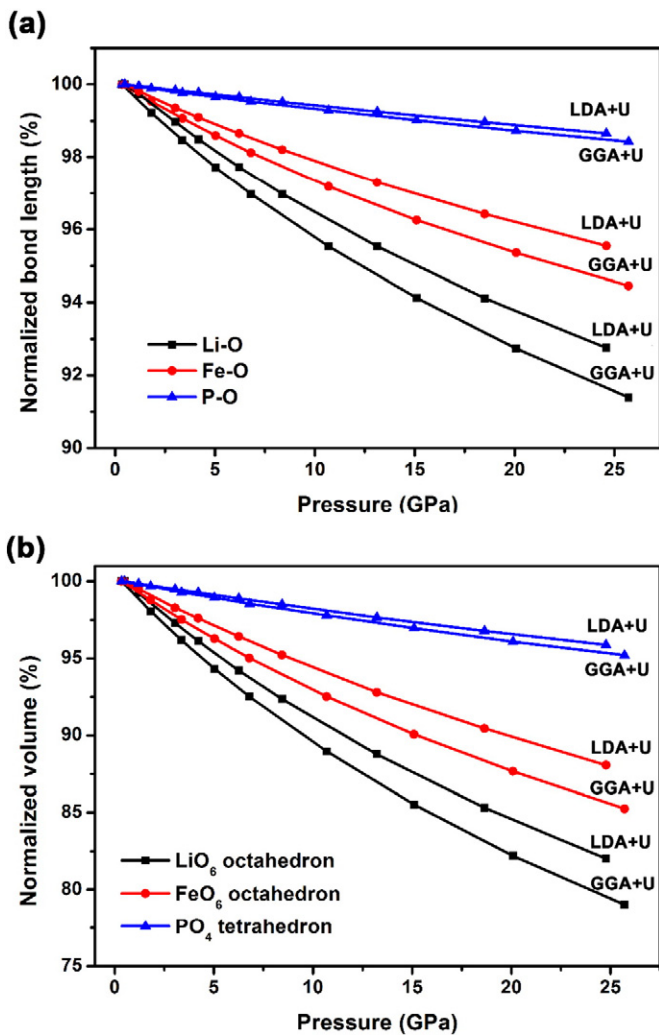 (a)
Normalized bond length (%)
100
98
96
94
92
90
LDA+U
GGA+U
LDA+U
GGA+U
LDA+U
GGA+U
Li-O
Fe-O
P-O
0 5 10 15 20 25
Pressure (GPa)
(b)
Normalized volume (%)
100
95
90
85
80
75
LDA+U
GGA+U
LDA+U
GGA+U
LDA+U
GGA+U
LiO₆ octahedron
FeO₆ octahedron
PO₄ tetrahedron
0 5 10 15 20 25
Pressure (GPa)